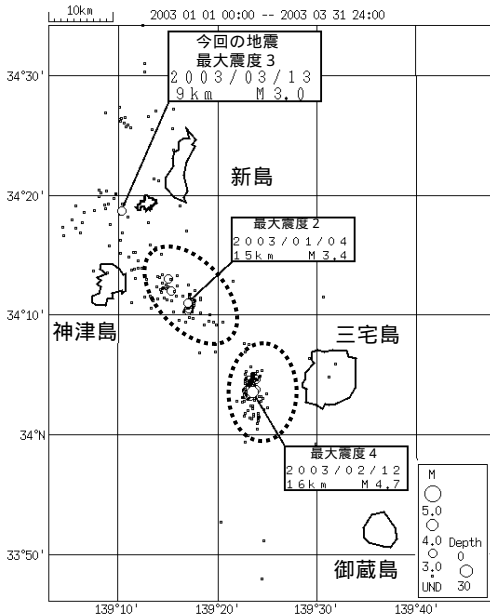 10km
2003 01 01 00:00 -- 2003 03 31 24:00
今回の地震
最大震度３
2003/03/13
9km M 3.0
34°30'
新島
34°20'
最大震度２
2003/01/04
15km M 3.4
34°10'
神津島
三宅島
34°N
最大震度４
2003/02/12
16km M 4.7
M
5.0
4.0 Depth
0
3.0
UND 30
33°50'
御蔵島
139°10' 139°20' 139°30' 139°40'